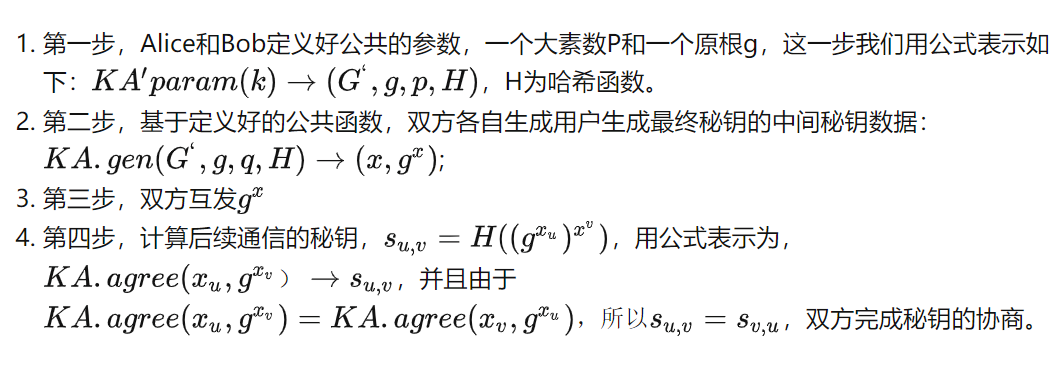 1. 第一步，Alice和Bob定义好公共的参数，一个大素数P和一个原根g，这一步我们用公式表示如
下：$KA'param(k) \rightarrow (G^{‘}, g, p, H)$，H为哈希函数。
2. 第二步，基于定义好的公共函数，双方各自生成用户生成最终秘钥的中间秘钥数据：
$KA.gen(G^{‘}, g, q, H) \rightarrow (x, g^x)$;
3. 第三步，双方互发$g^x$
4. 第四步，计算后续通信的秘钥，$s_{u,v} = H((g^{x_u})^{x^v})$，用公式表示为，
$KA.agree(x_u, g^{x_v}） \rightarrow s_{u,v}$，并且由于
$KA.agree(x_u, g^{x_v}) = KA.agree(x_v, g^{x_u})$，所以$s_{u,v} = s_{v,u}$，双方完成秘钥的协商。